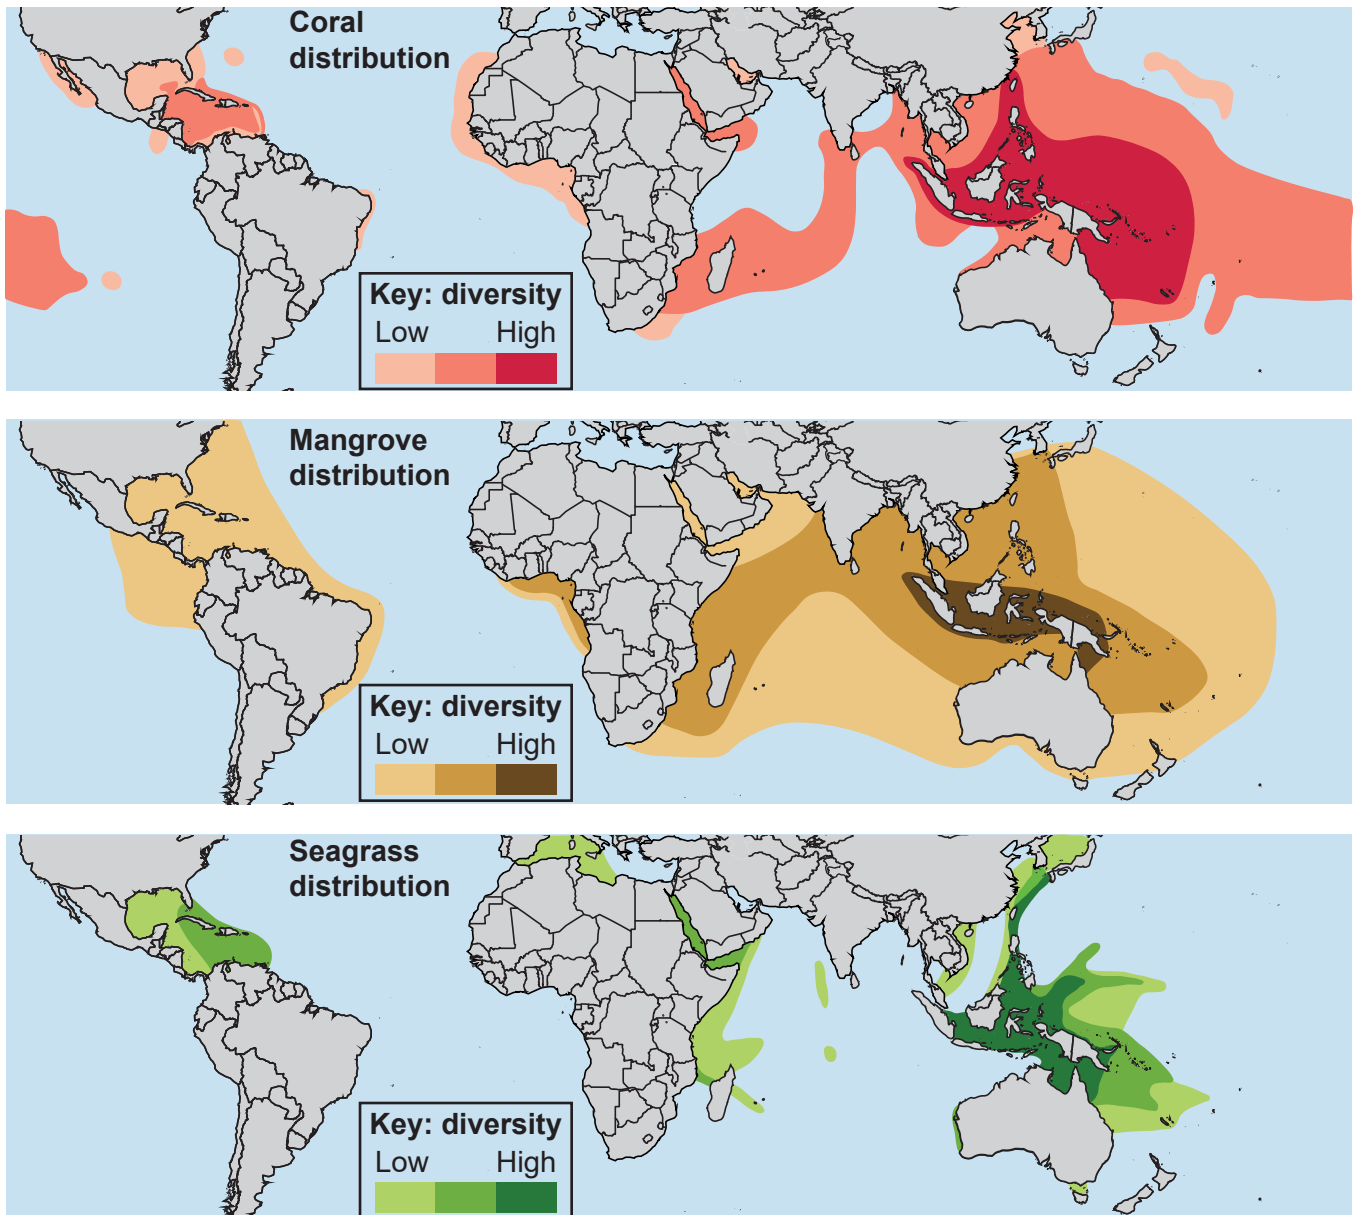 Coral
distribution
Key: diversity
Low High
Mangrove
distribution
Key: diversity
Low High
Seagrass
distribution
Key: diversity
Low High